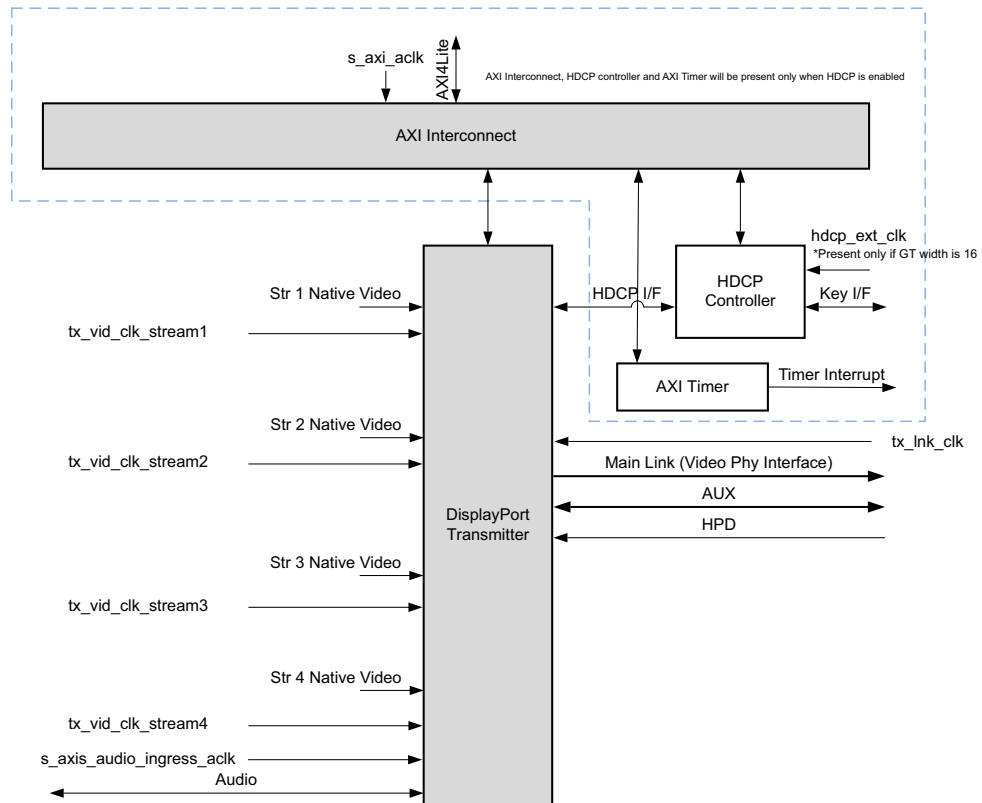 s_axi_aclk
AXI4Lite
AXI Interconnect, HDCP controller and AXI Timer will be present only when HDCP is enabled
AXI Interconnect
hdcp_ext_clk
*Present only if GT width is 16
HDCP
Controller
HDCP I/F
Key I/F
Str 1 Native Video
tx_vid_clk_stream1
AXI Timer
Timer Interrupt
Str 2 Native Video
tx_vid_clk_stream2
tx_lnk_clk
Main Link (Video Phy Interface)
AUX
HPD
DisplayPort
Transmitter
Str 3 Native Video
tx_vid_clk_stream3
Str 4 Native Video
tx_vid_clk_stream4
s_axis_audio_ingress_aclk
Audio